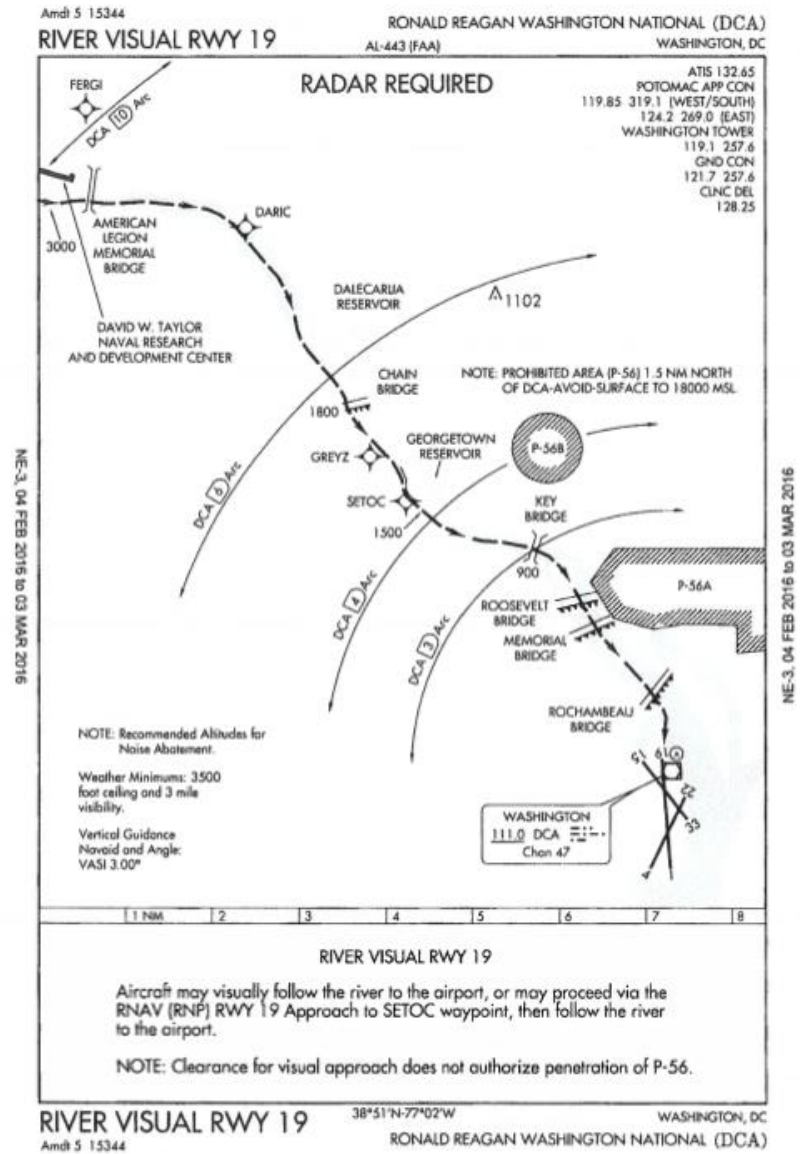 Amdt 5 15344
RIVER VISUAL RWY 19
AL-443 (FAA)
RONALD REAGAN WASHINGTON NATIONAL (DCA)
WASHINGTON, DC
RADAR REQUIRED
ATIS 132.65
POTOMAC APP CON
119.85 319.1 (WEST/SOUTH)
124.2 269.0 (EAST)
WASHINGTON TOWER
119.1 257.6
GND CON
121.7 257.6
CLNC DEL
128.25
FERGI
DCA 10 Arc
3000
AMERICAN
LEGION
MEMORIAL
BRIDGE
DARIC
DAVID W. TAYLOR
NAVAL RESEARCH
AND DEVELOPMENT CENTER
DALECARLIA
RESERVOIR
1102
NOTE: PROHIBITED AREA (P-56) 1.5 NM NORTH
OF DCA-AVOID-SURFACE TO 18000 MSL
CHAIN
BRIDGE
1800
GREYZ
GEORGETOWN
RESERVOIR
P-56B
DCA 6 Arc
SETOC
1500
KEY
BRIDGE
900
P-56A
ROOSEVELT
BRIDGE
MEMORIAL
BRIDGE
DCA 4 Arc
DCA 3 Arc
ROCHAMBEAU
BRIDGE
NOTE: Recommended Altitudes for
Noise Abatement.
Weather Minimums: 3500
foot ceiling and 3 mile
visibility.
Vertical Guidance
Navaid and Angle:
VASI 3.00°
15
19
22
33
4
WASHINGTON
111.0 DCA
Chan 47
1 NM 2 3 4 5 6 7 8
RIVER VISUAL RWY 19
Aircraft may visually follow the river to the airport, or may proceed via the
RNAV (RNP) RWY 19 Approach to SETOC waypoint, then follow the river
to the airport.
NOTE: Clearance for visual approach does not authorize penetration of P-56.
RIVER VISUAL RWY 19
Amdt 5 15344
38°51'N-77°02'W
WASHINGTON, DC
RONALD REAGAN WASHINGTON NATIONAL (DCA)
NE-3, 04 FEB 2016 to 03 MAR 2016
NE-3, 04 FEB 2016 to 03 MAR 2016